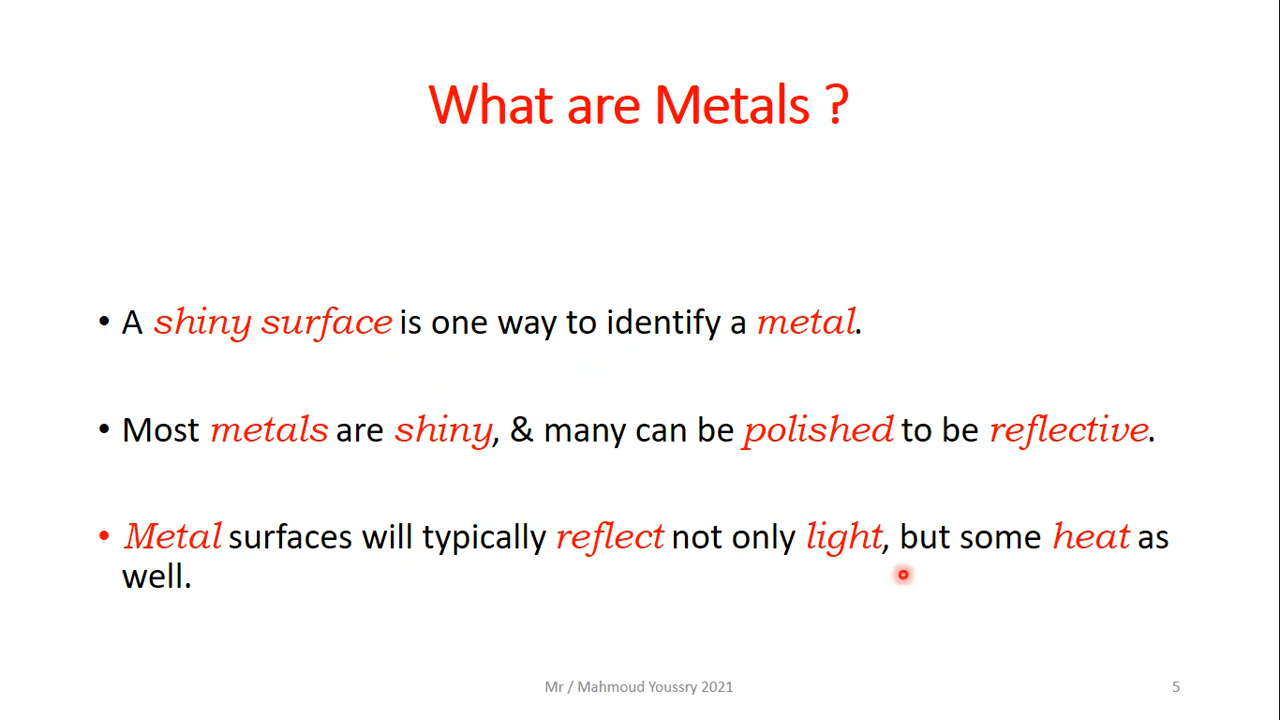 What are Metals ?
• A shiny surface is one way to identify a metal.
• Most metals are shiny, & many can be polished to be reflective.
• Metal surfaces will typically reflect not only light, but some heat as
well.
Mr / Mahmoud Youssry 2021
5